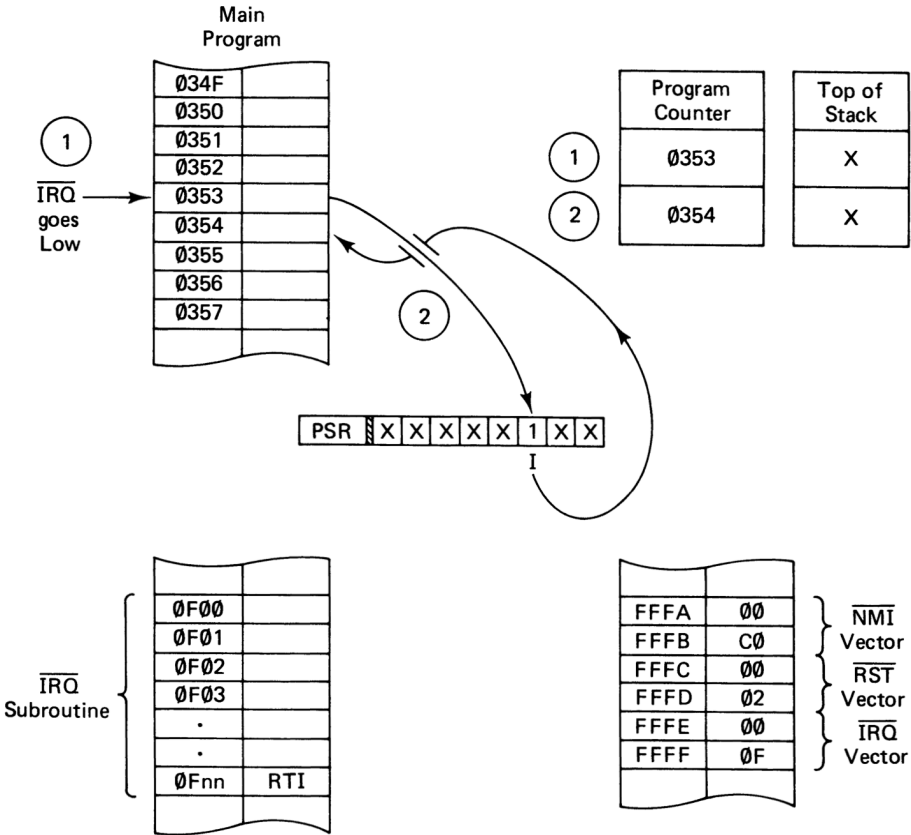 Main
Program
Ø34F
Ø35Ø
Ø351
Ø352
Ø353
Ø354
Ø355
Ø356
Ø357
1
IRQ
goes
Low
2
Program
Counter
Top of
Stack
1
Ø353
X
2
Ø354
X
PSR X X X X X 1 X X
I
IRQ
Subroutine
ØFØØ
ØFØ1
ØFØ2
ØFØ3
.
.
ØFnn RTI
FFFA ØØ
FFFB CØ
FFFC ØØ
FFFD Ø2
FFFE ØØ
FFFF ØF
NMI
Vector
RST
Vector
IRQ
Vector